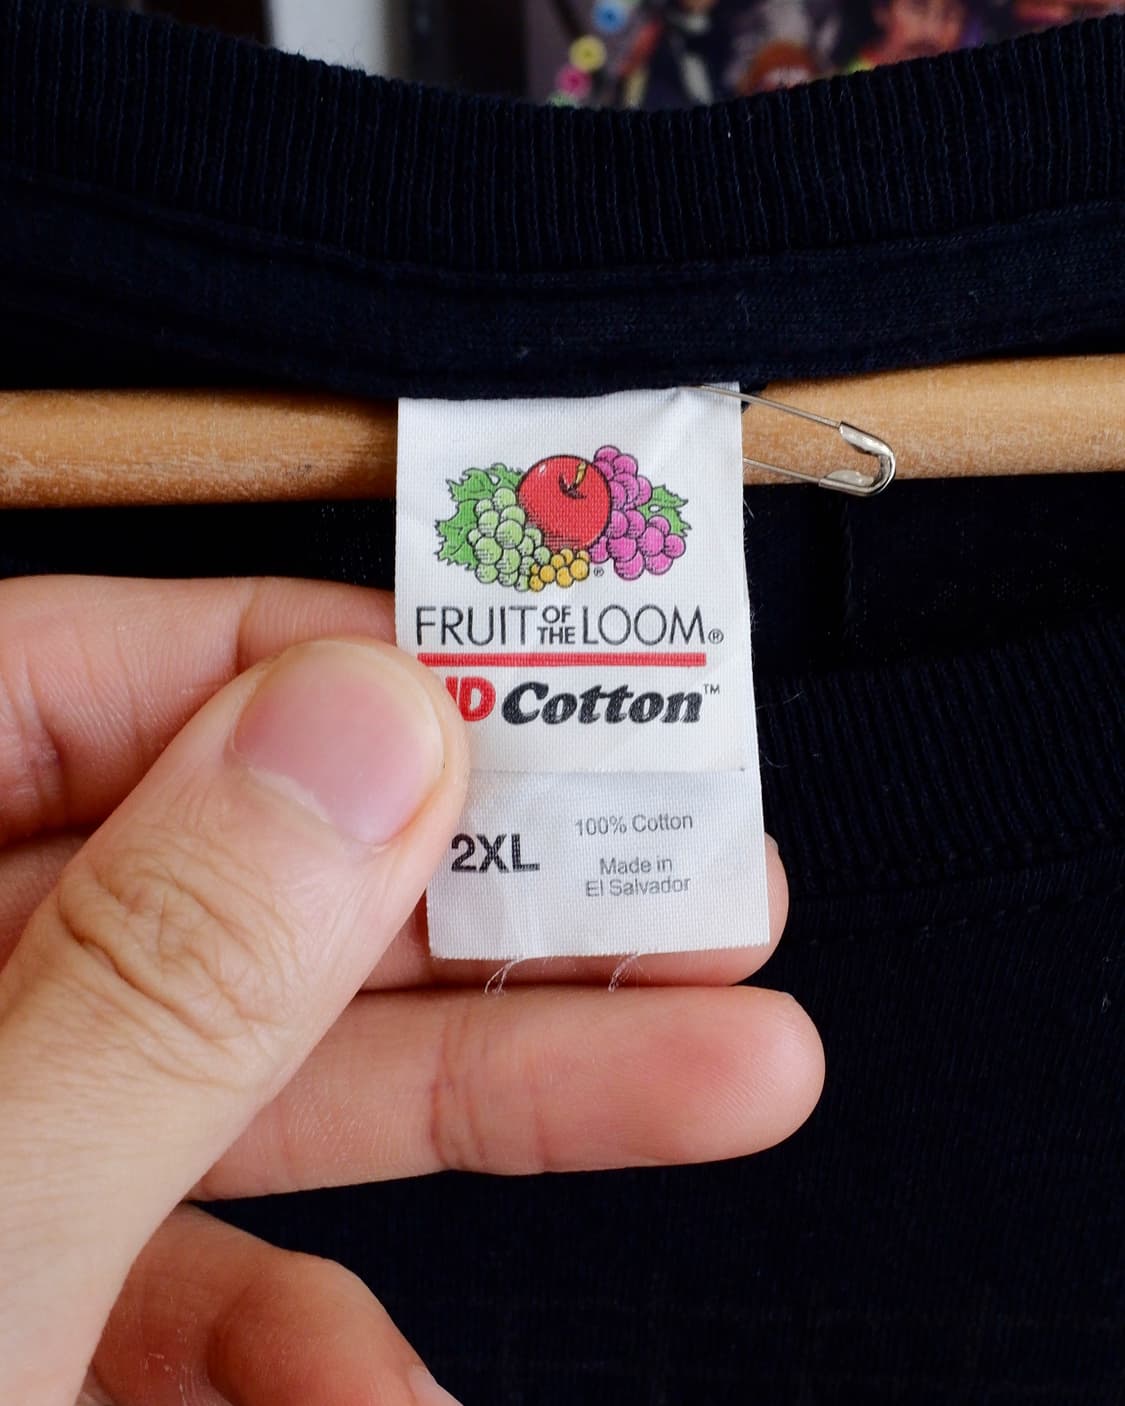 FRUIT OF THE LOOM®
D Cotton™
2XL
100% Cotton
Made in
El Salvador